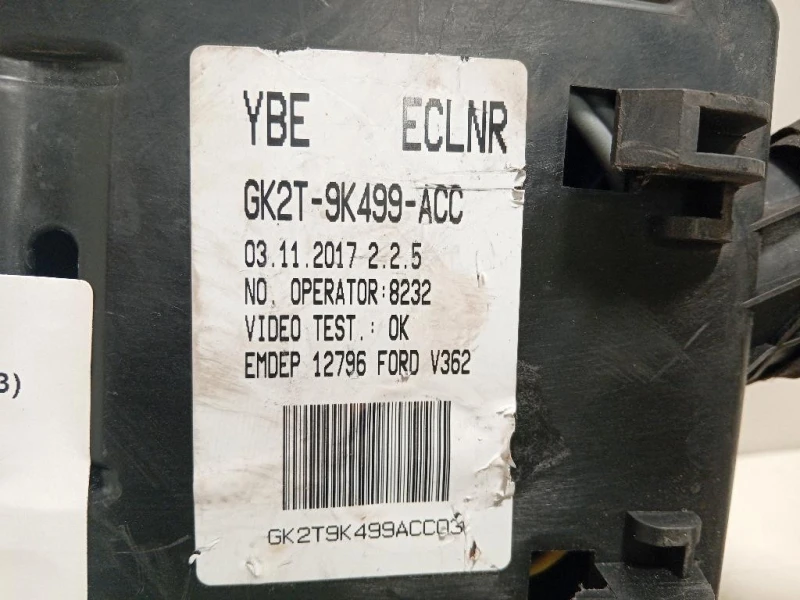 YBE ECLNR
GK2T-9K499-ACC
03.11.2017 2.2.5
NO. OPERATOR:8232
VIDEO TEST.: OK
EMDEP 12796 FORD V362
GK2T9K499ACC03
3)